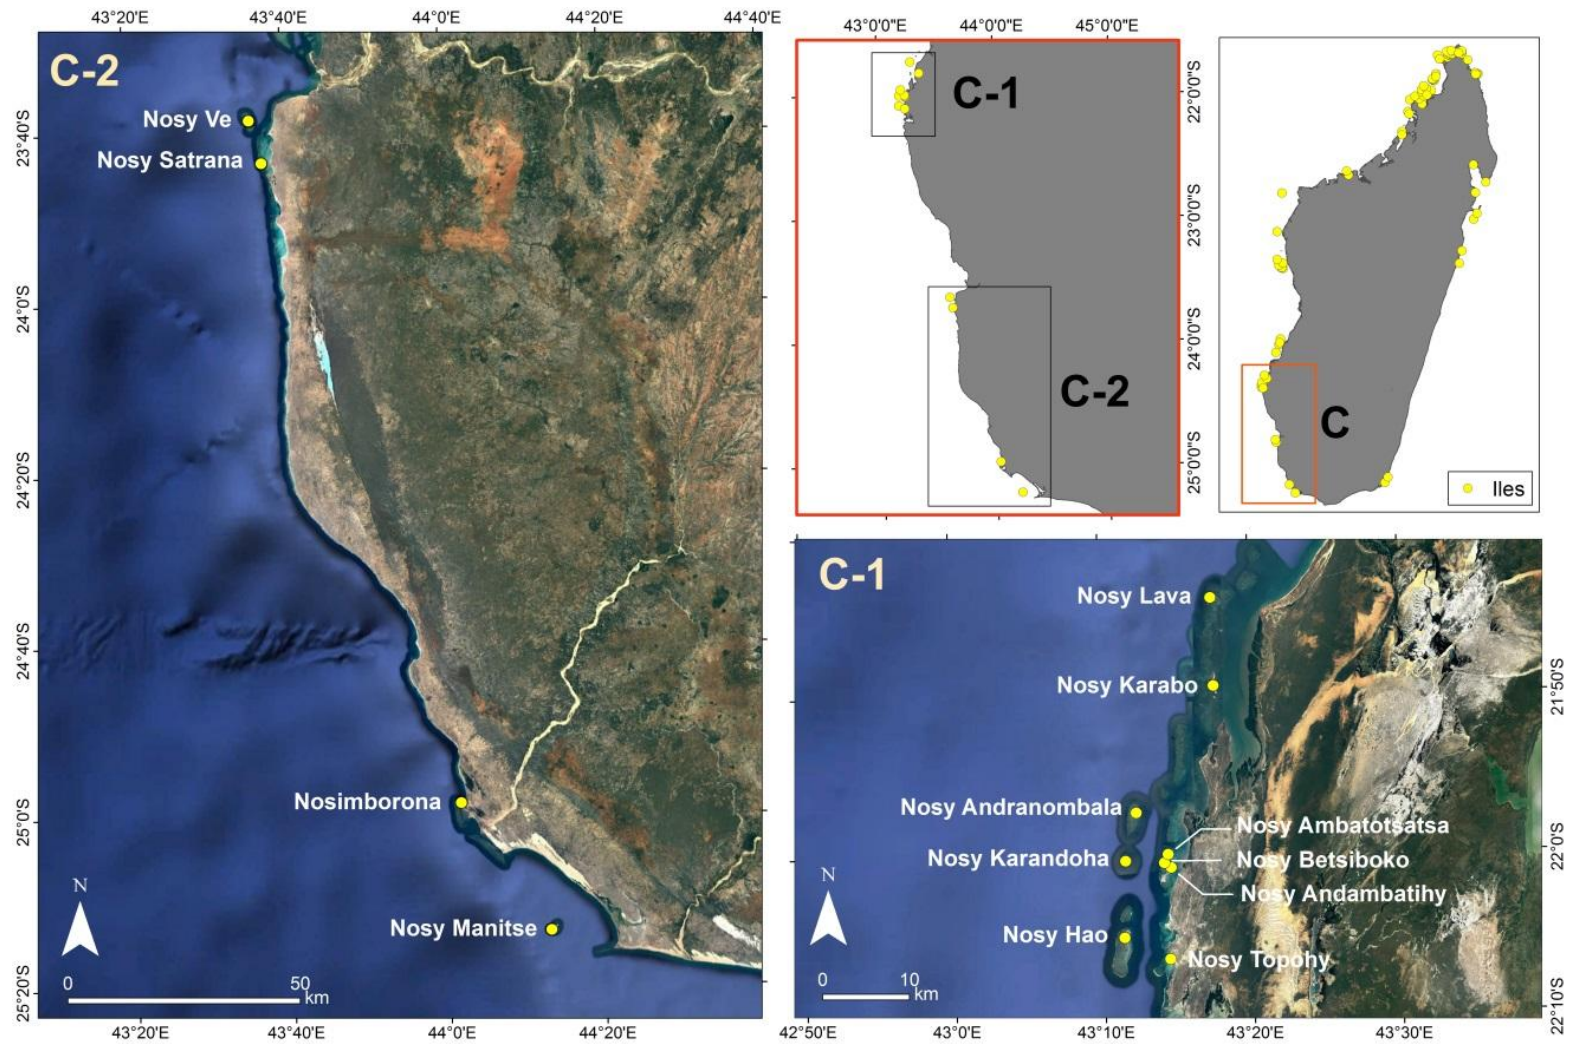 43°20'E 43°40'E 44°0'E 44°20'E 44°40'E
C-2
Nosy Ve
Nosy Satrana
Nosimborona
Nosy Manitse
N
0 50
km
23°40'S
24°0'S
24°20'S
24°40'S
25°0'S
25°20'S
43°20'E 43°40'E 44°0'E 44°20'E
43°0'0"E 44°0'0"E 45°0'0"E
C-1
C-2
22°0'0"S
23°0'0"S
24°0'0"S
25°0'0"S
C
Iles
C-1
Nosy Lava
Nosy Karabo
Nosy Andranombala
Nosy Ambatotsatsa
Nosy Karandoha
Nosy Betsiboko
Nosy Andambatihy
Nosy Hao
Nosy Topohy
N
0 10
km
21°50'S
22°0'S
22°10'S
42°50'E 43°0'E 43°10'E 43°20'E 43°30'E